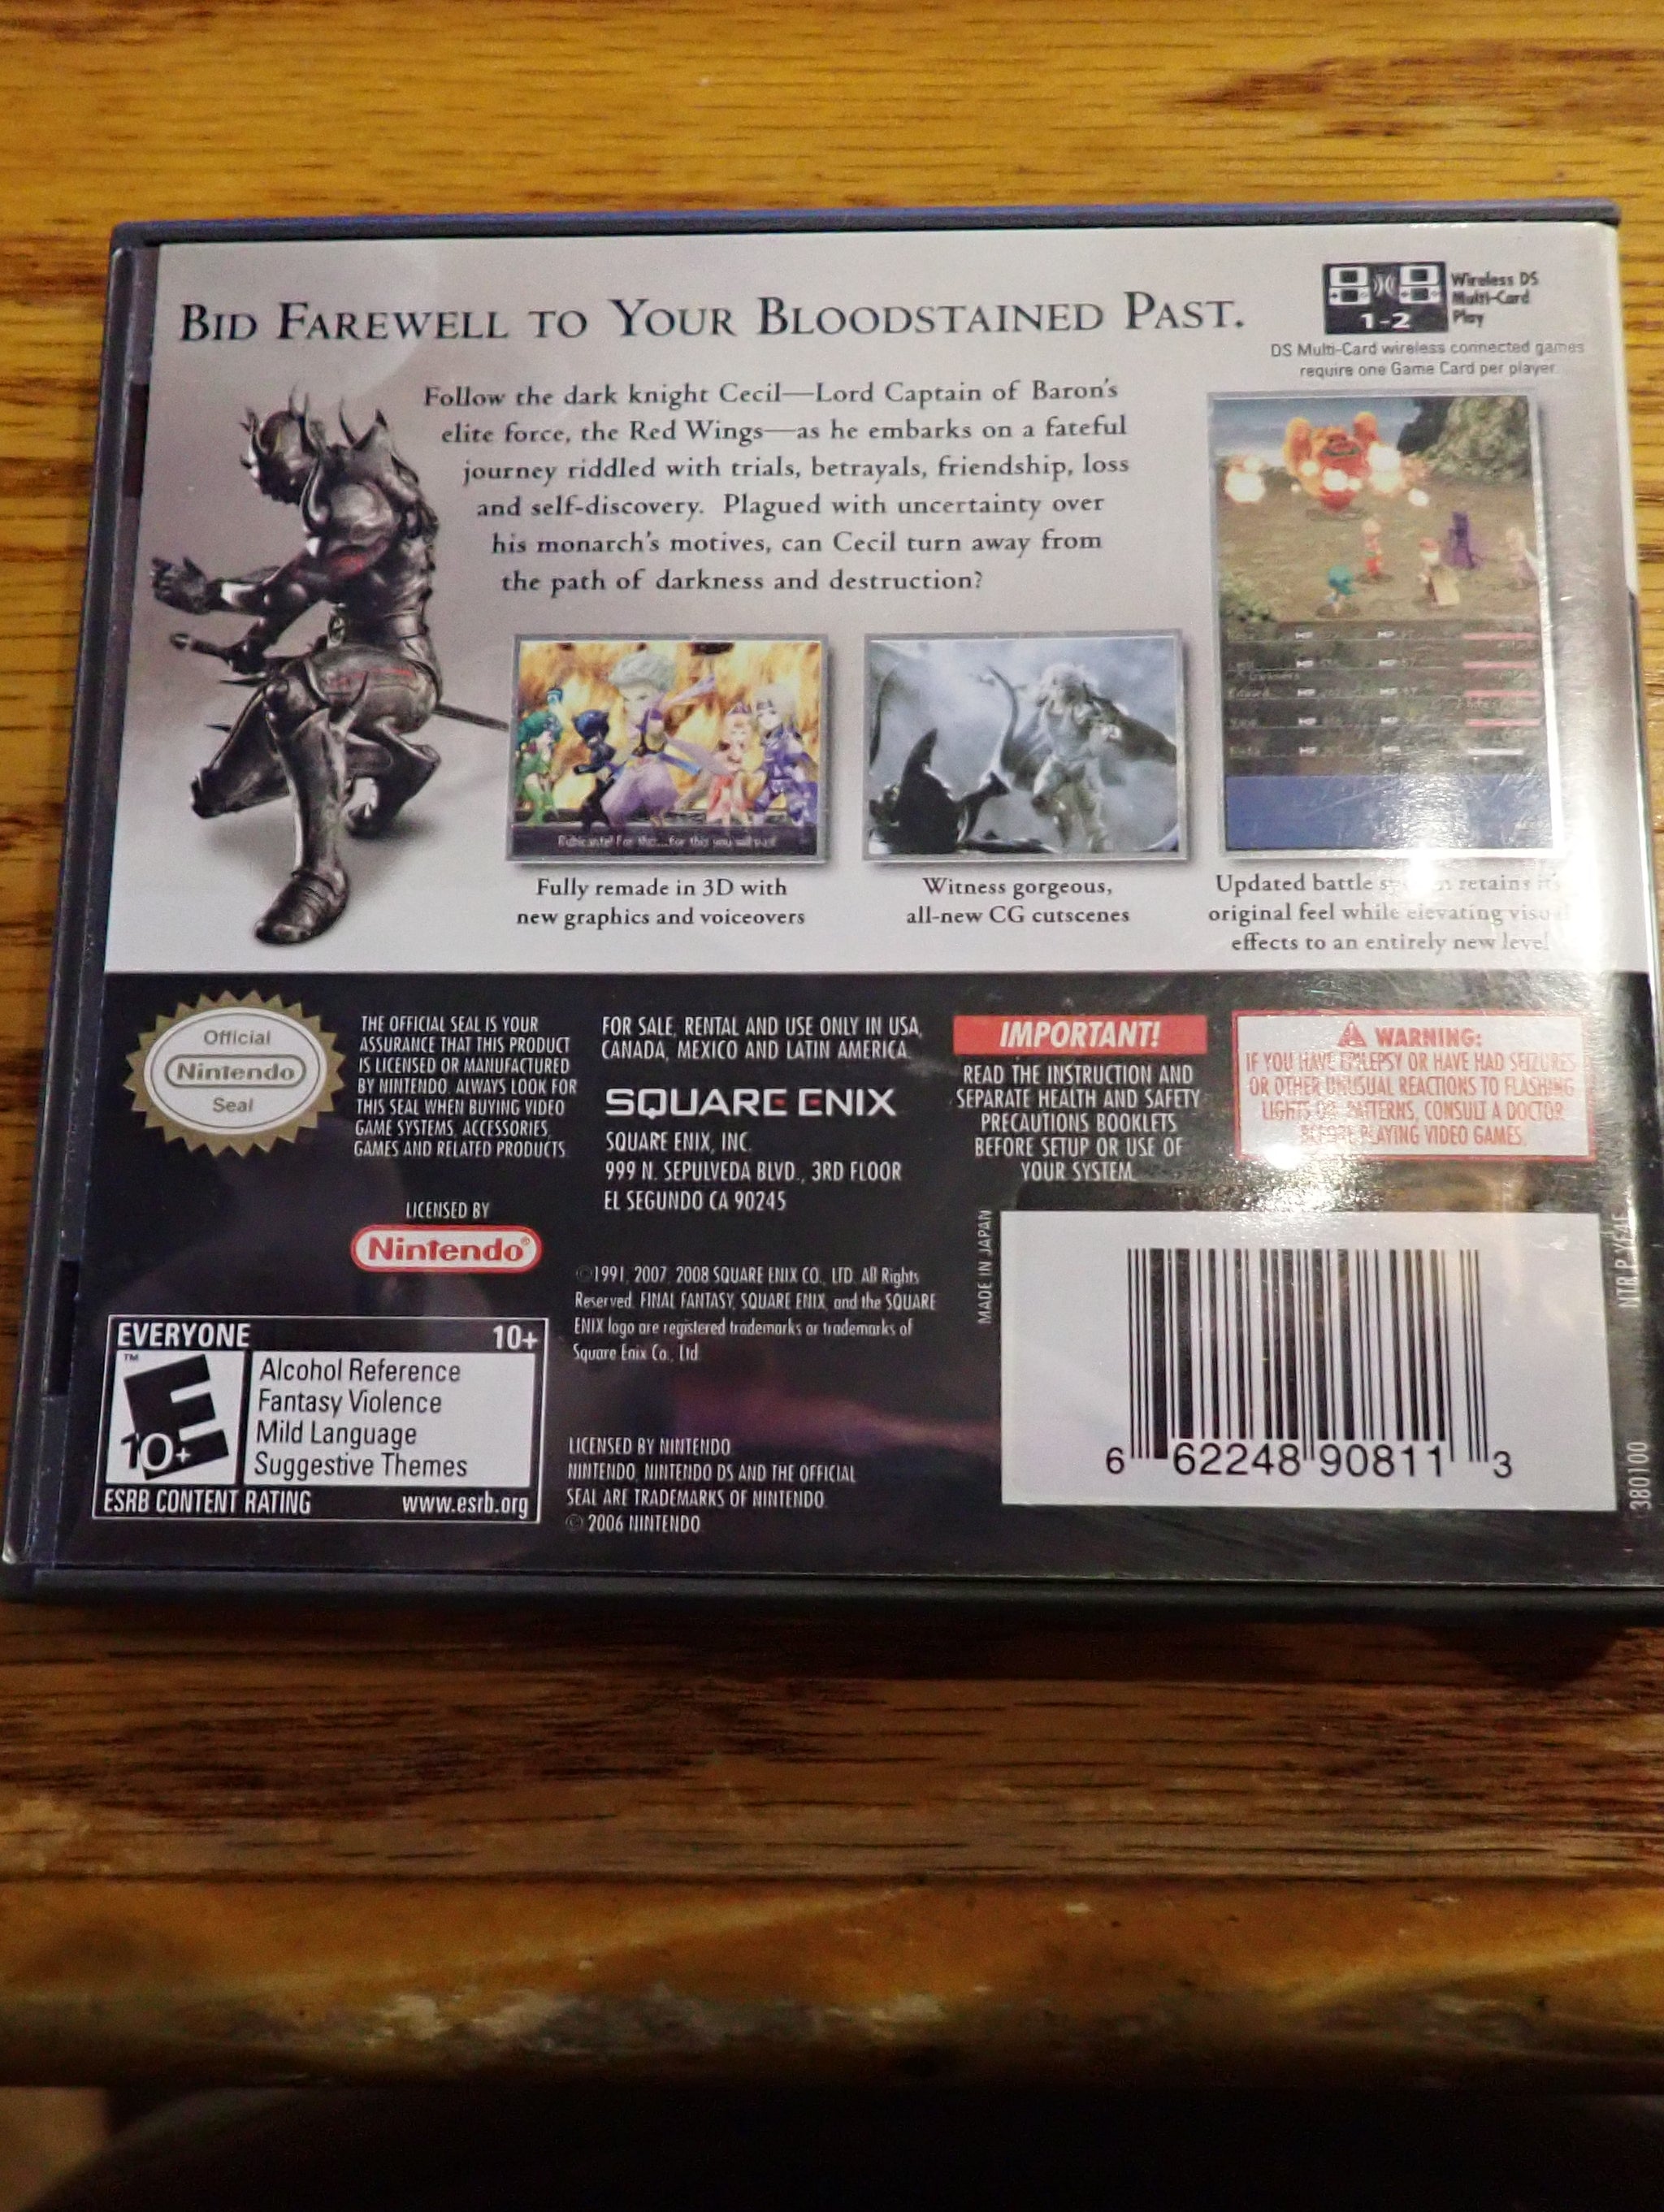 BID FAREWELL TO YOUR BLOODSTAINED PAST.
1-2
Wireless DS
Multi-Card
Play
DS Multi-Card wireless connected games
require one Game Card per player.
Follow the dark knight Cecil—Lord Captain of Baron's
elite force, the Red Wings—as he embarks on a fateful
journey riddled with trials, betrayals, friendship, loss
and self-discovery. Plagued with uncertainty over
his monarch's motives, can Cecil turn away from
the path of darkness and destruction?
Rubicante! For this...for this you will pay!
Fully remade in 3D with
new graphics and voiceovers
Witness gorgeous,
all-new CG cutscenes
Updated battle retains it's
original feel while elevating visual
effects to an entirely new level
Official
Nintendo
Seal
THE OFFICIAL SEAL IS YOUR
ASSURANCE THAT THIS PRODUCT
IS LICENSED OR MANUFACTURED
BY NINTENDO. ALWAYS LOOK FOR
THIS SEAL WHEN BUYING VIDEO
GAME SYSTEMS, ACCESSORIES,
GAMES AND RELATED PRODUCTS.
LICENSED BY
Nintendo®
EVERYONE 10+
™
E
10+
Alcohol Reference
Fantasy Violence
Mild Language
Suggestive Themes
ESRB CONTENT RATING www.esrb.org
FOR SALE, RENTAL AND USE ONLY IN USA,
CANADA, MEXICO AND LATIN AMERICA.
SQUARE ENIX
SQUARE ENIX, INC.
999 N. SEPULVEDA BLVD., 3RD FLOOR
EL SEGUNDO CA 90245
©1991, 2007, 2008 SQUARE ENIX CO., LTD. All Rights
Reserved. FINAL FANTASY, SQUARE ENIX, and the SQUARE
ENIX logo are registered trademarks or trademarks of
Square Enix Co., Ltd.
LICENSED BY NINTENDO
NINTENDO, NINTENDO DS AND THE OFFICIAL
SEAL ARE TRADEMARKS OF NINTENDO.
© 2006 NINTENDO.
IMPORTANT!
READ THE INSTRUCTION AND
SEPARATE HEALTH AND SAFETY
PRECAUTIONS BOOKLETS
BEFORE SETUP OR USE OF
YOUR SYSTEM.
WARNING:
IF YOU HAVE EPILEPSY OR HAVE HAD SEIZURES
OR OTHER UNUSUAL REACTIONS TO FLASHING
LIGHTS OR PATTERNS, CONSULT A DOCTOR
BEFORE PLAYING VIDEO GAMES.
MADE IN JAPAN
6 62248 90811 3
380100